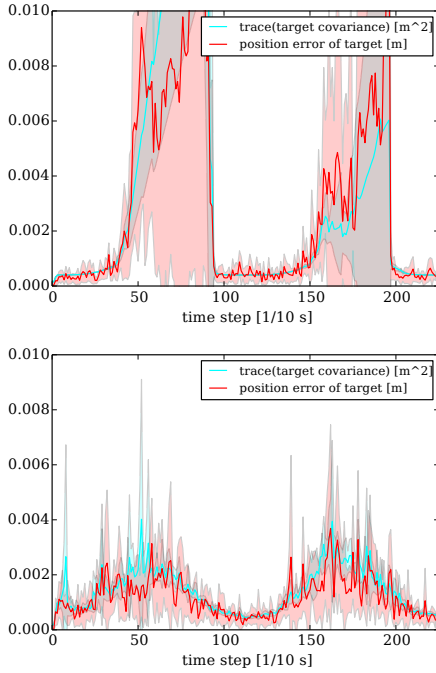 0.010
trace(target covariance) [m^2]
position error of target [m]
0.008
0.006
0.004
0.002
0.000
0 50 100 150 200
time step [1/10 s]
0.010
trace(target covariance) [m^2]
position error of target [m]
0.008
0.006
0.004
0.002
0.000
0 50 100 150 200
time step [1/10 s]